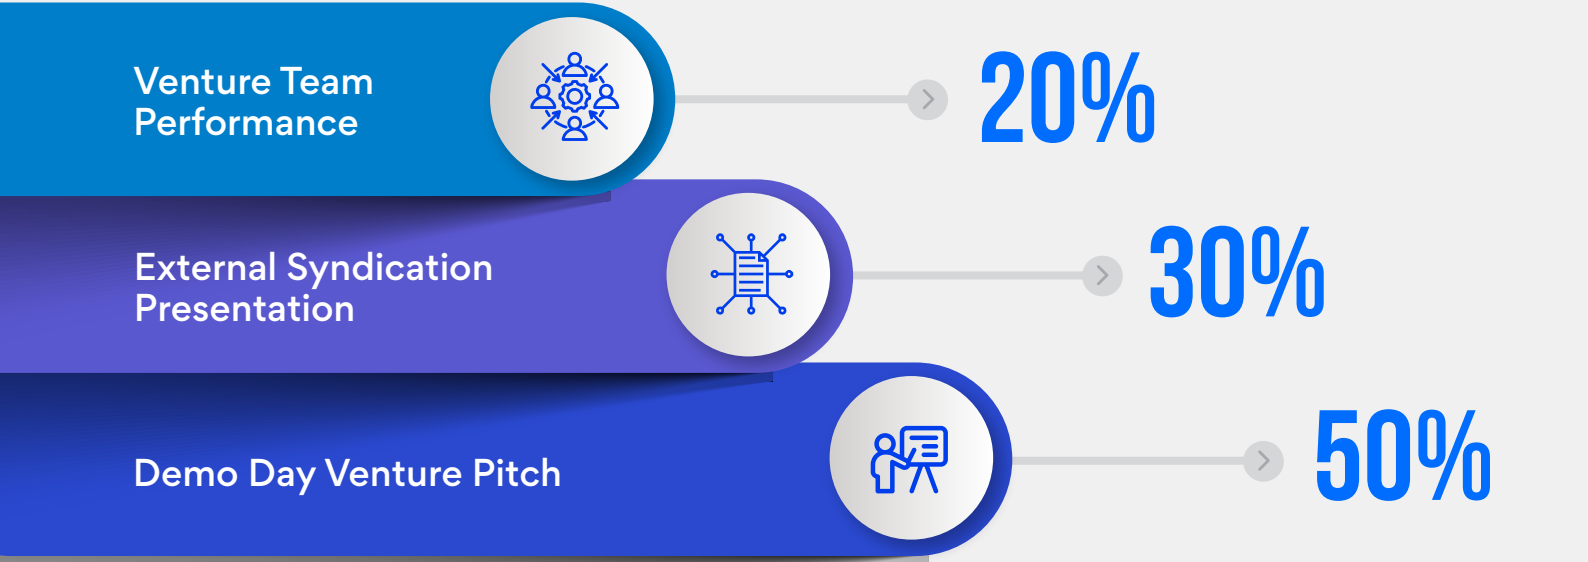 Venture Team
Performance
20%
External Syndication
Presentation
30%
Demo Day Venture Pitch
50%